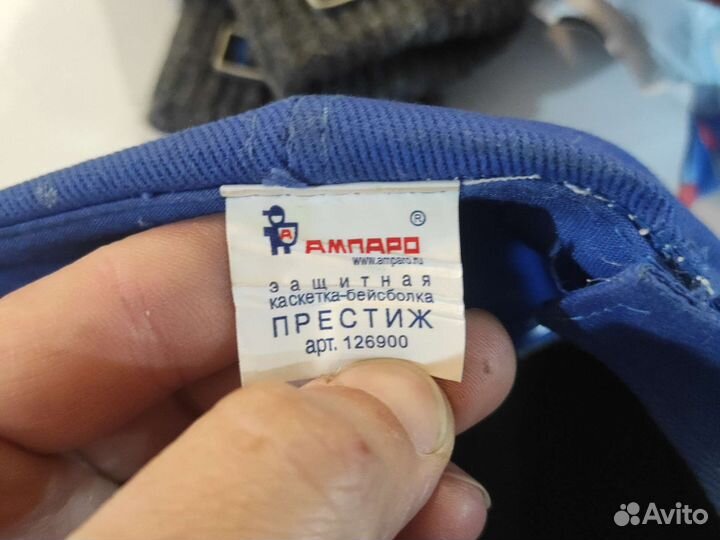 А АМПАРО ®
www.amparo.ru
защитная
каскетка-бейсболка
ПРЕСТИЖ
арт. 126900
Avito